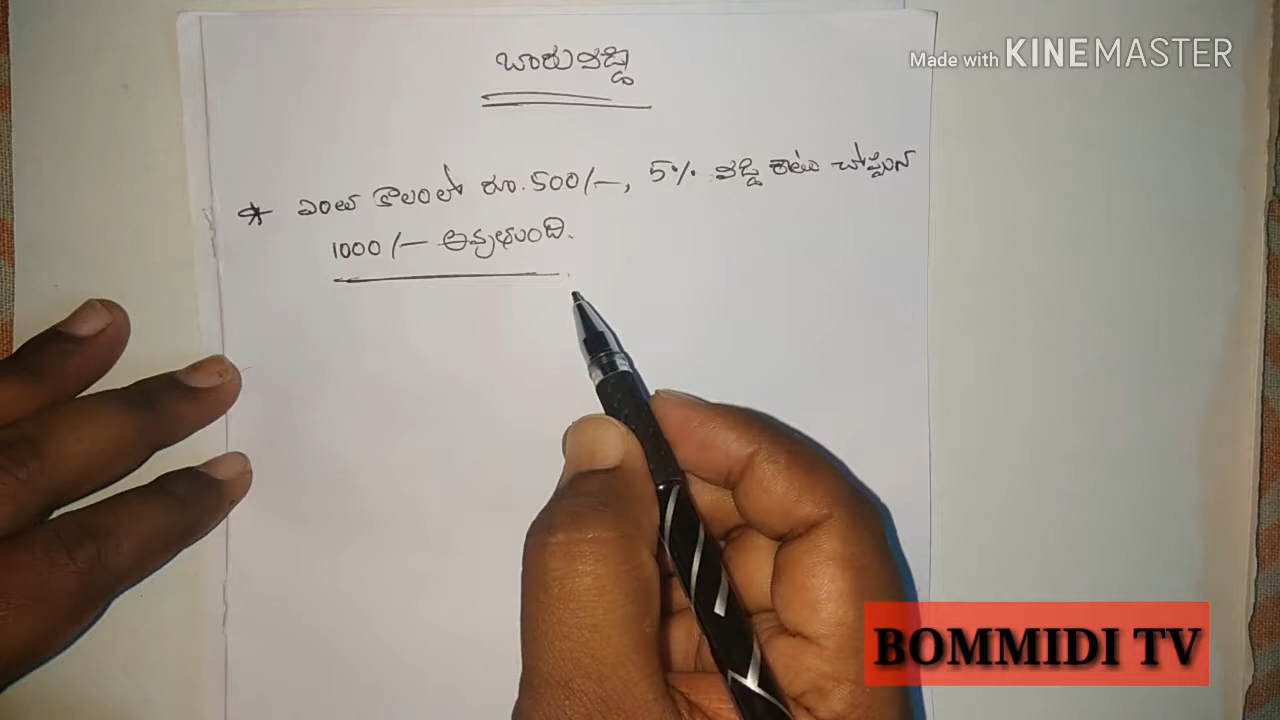 Made with KINEMASTER
బారువడ్డి
* ఎంత కాలంలో రూ.500/-, 5% వడ్డీ రేటు చొప్పున
1000/- అవుతుంది.
BOMMIDI TV